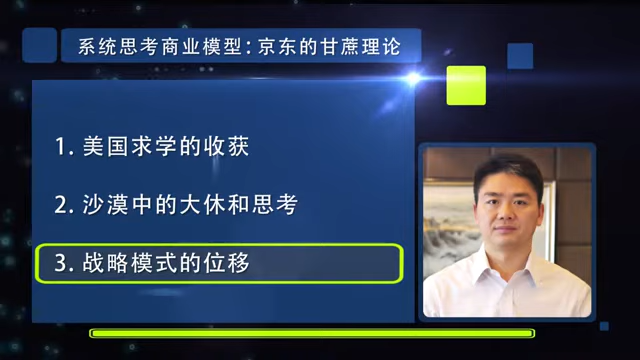 系统思考商业模型：京东的甘蔗理论
1. 美国求学的收获
2. 沙漠中的大休和思考
3. 战略模式的位移